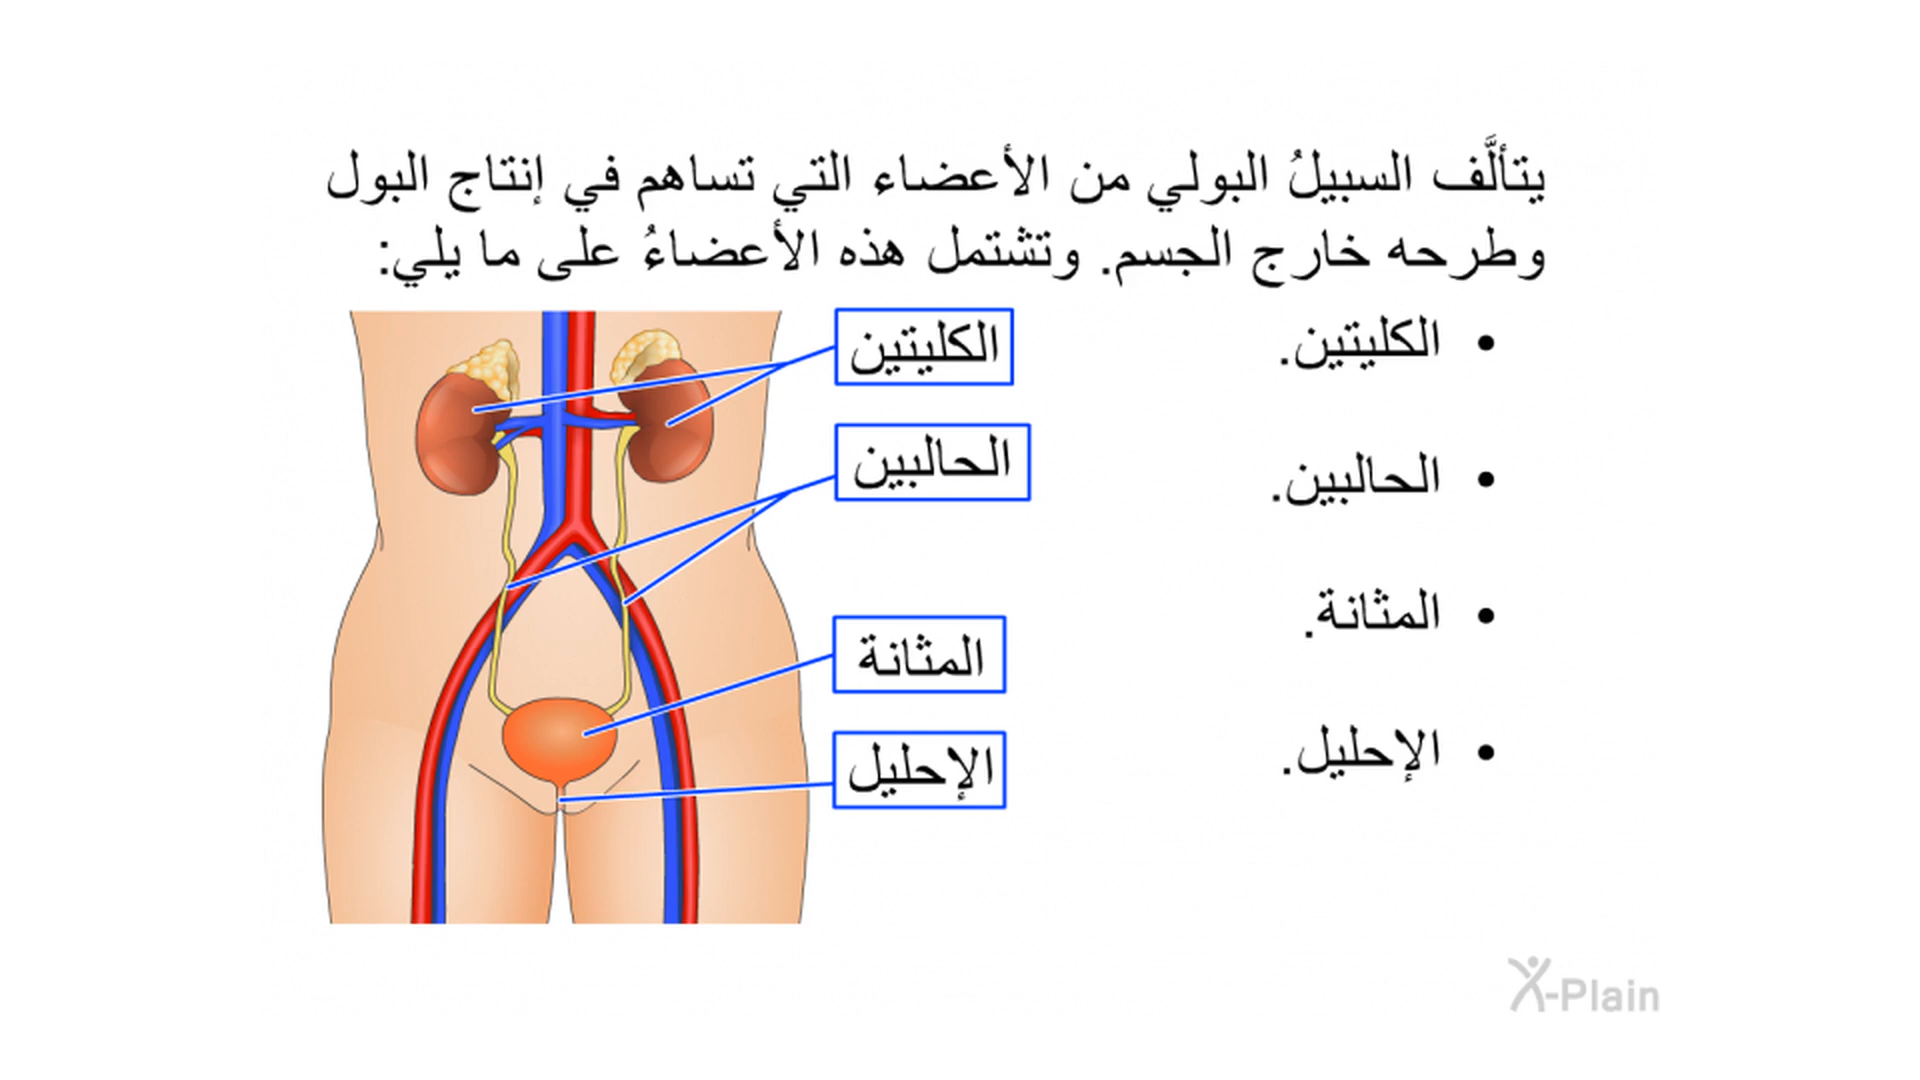 يتألَّف السبيلُ البولي من الأعضاء التي تساهم في إنتاج البول
وطرحه خارج الجسم. وتشتمل هذه الأعضاءُ على ما يلي:
• الكليتين.
• الحالبين.
• المثانة.
• الإحليل.
الكليتين
الحالبين
المثانة
الإحليل
X-Plain